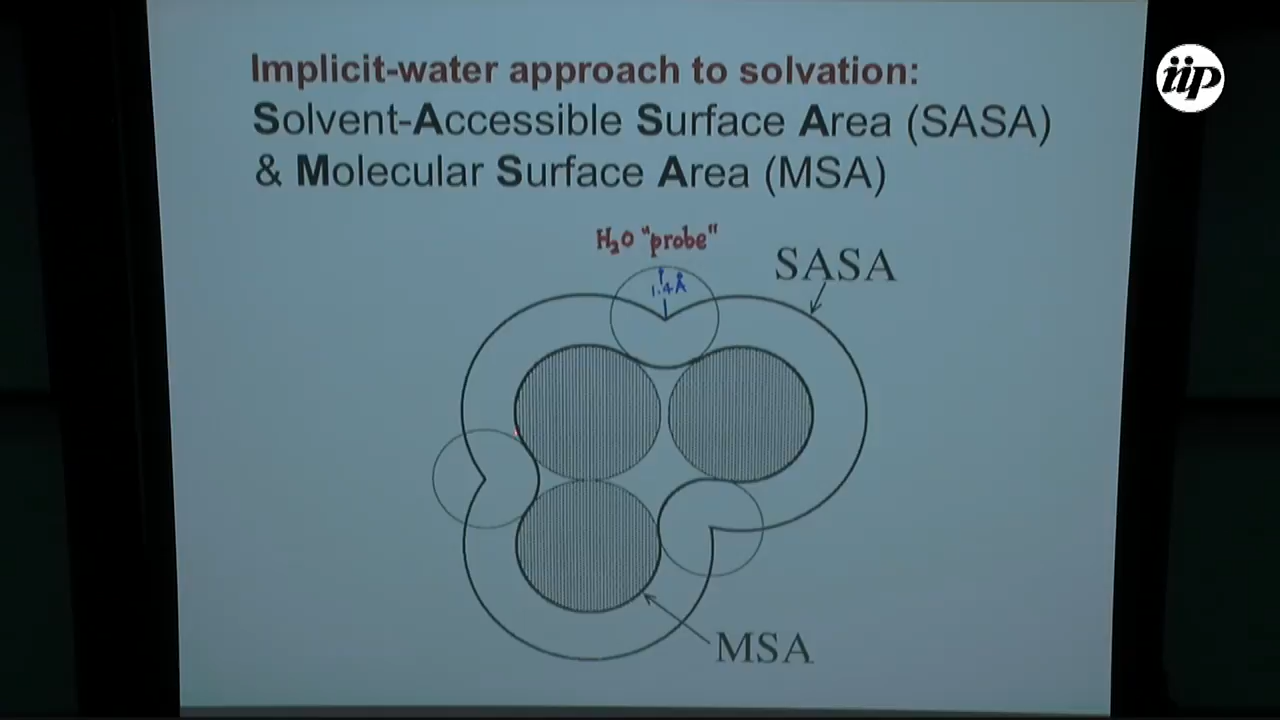 Implicit-water approach to solvation:
Solvent-Accessible Surface Area (SASA)
& Molecular Surface Area (MSA)
H₂O "probe"
1.4Å
SASA
MSA
iip